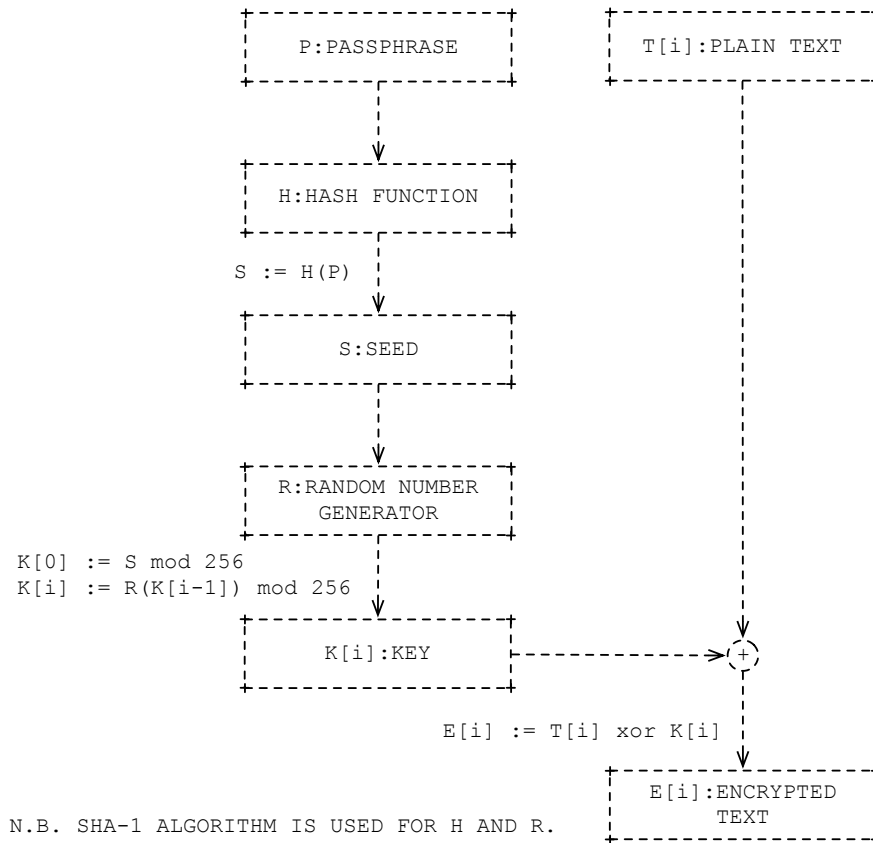 P:PASSPHRASE
T[i]:PLAIN TEXT
H:HASH FUNCTION
S := H(P)
S:SEED
R:RANDOM NUMBER
GENERATOR
K[0] := S mod 256
K[i] := R(K[i-1]) mod 256
K[i]:KEY
+
E[i] := T[i] xor K[i]
E[i]:ENCRYPTED
TEXT
N.B. SHA-1 ALGORITHM IS USED FOR H AND R.